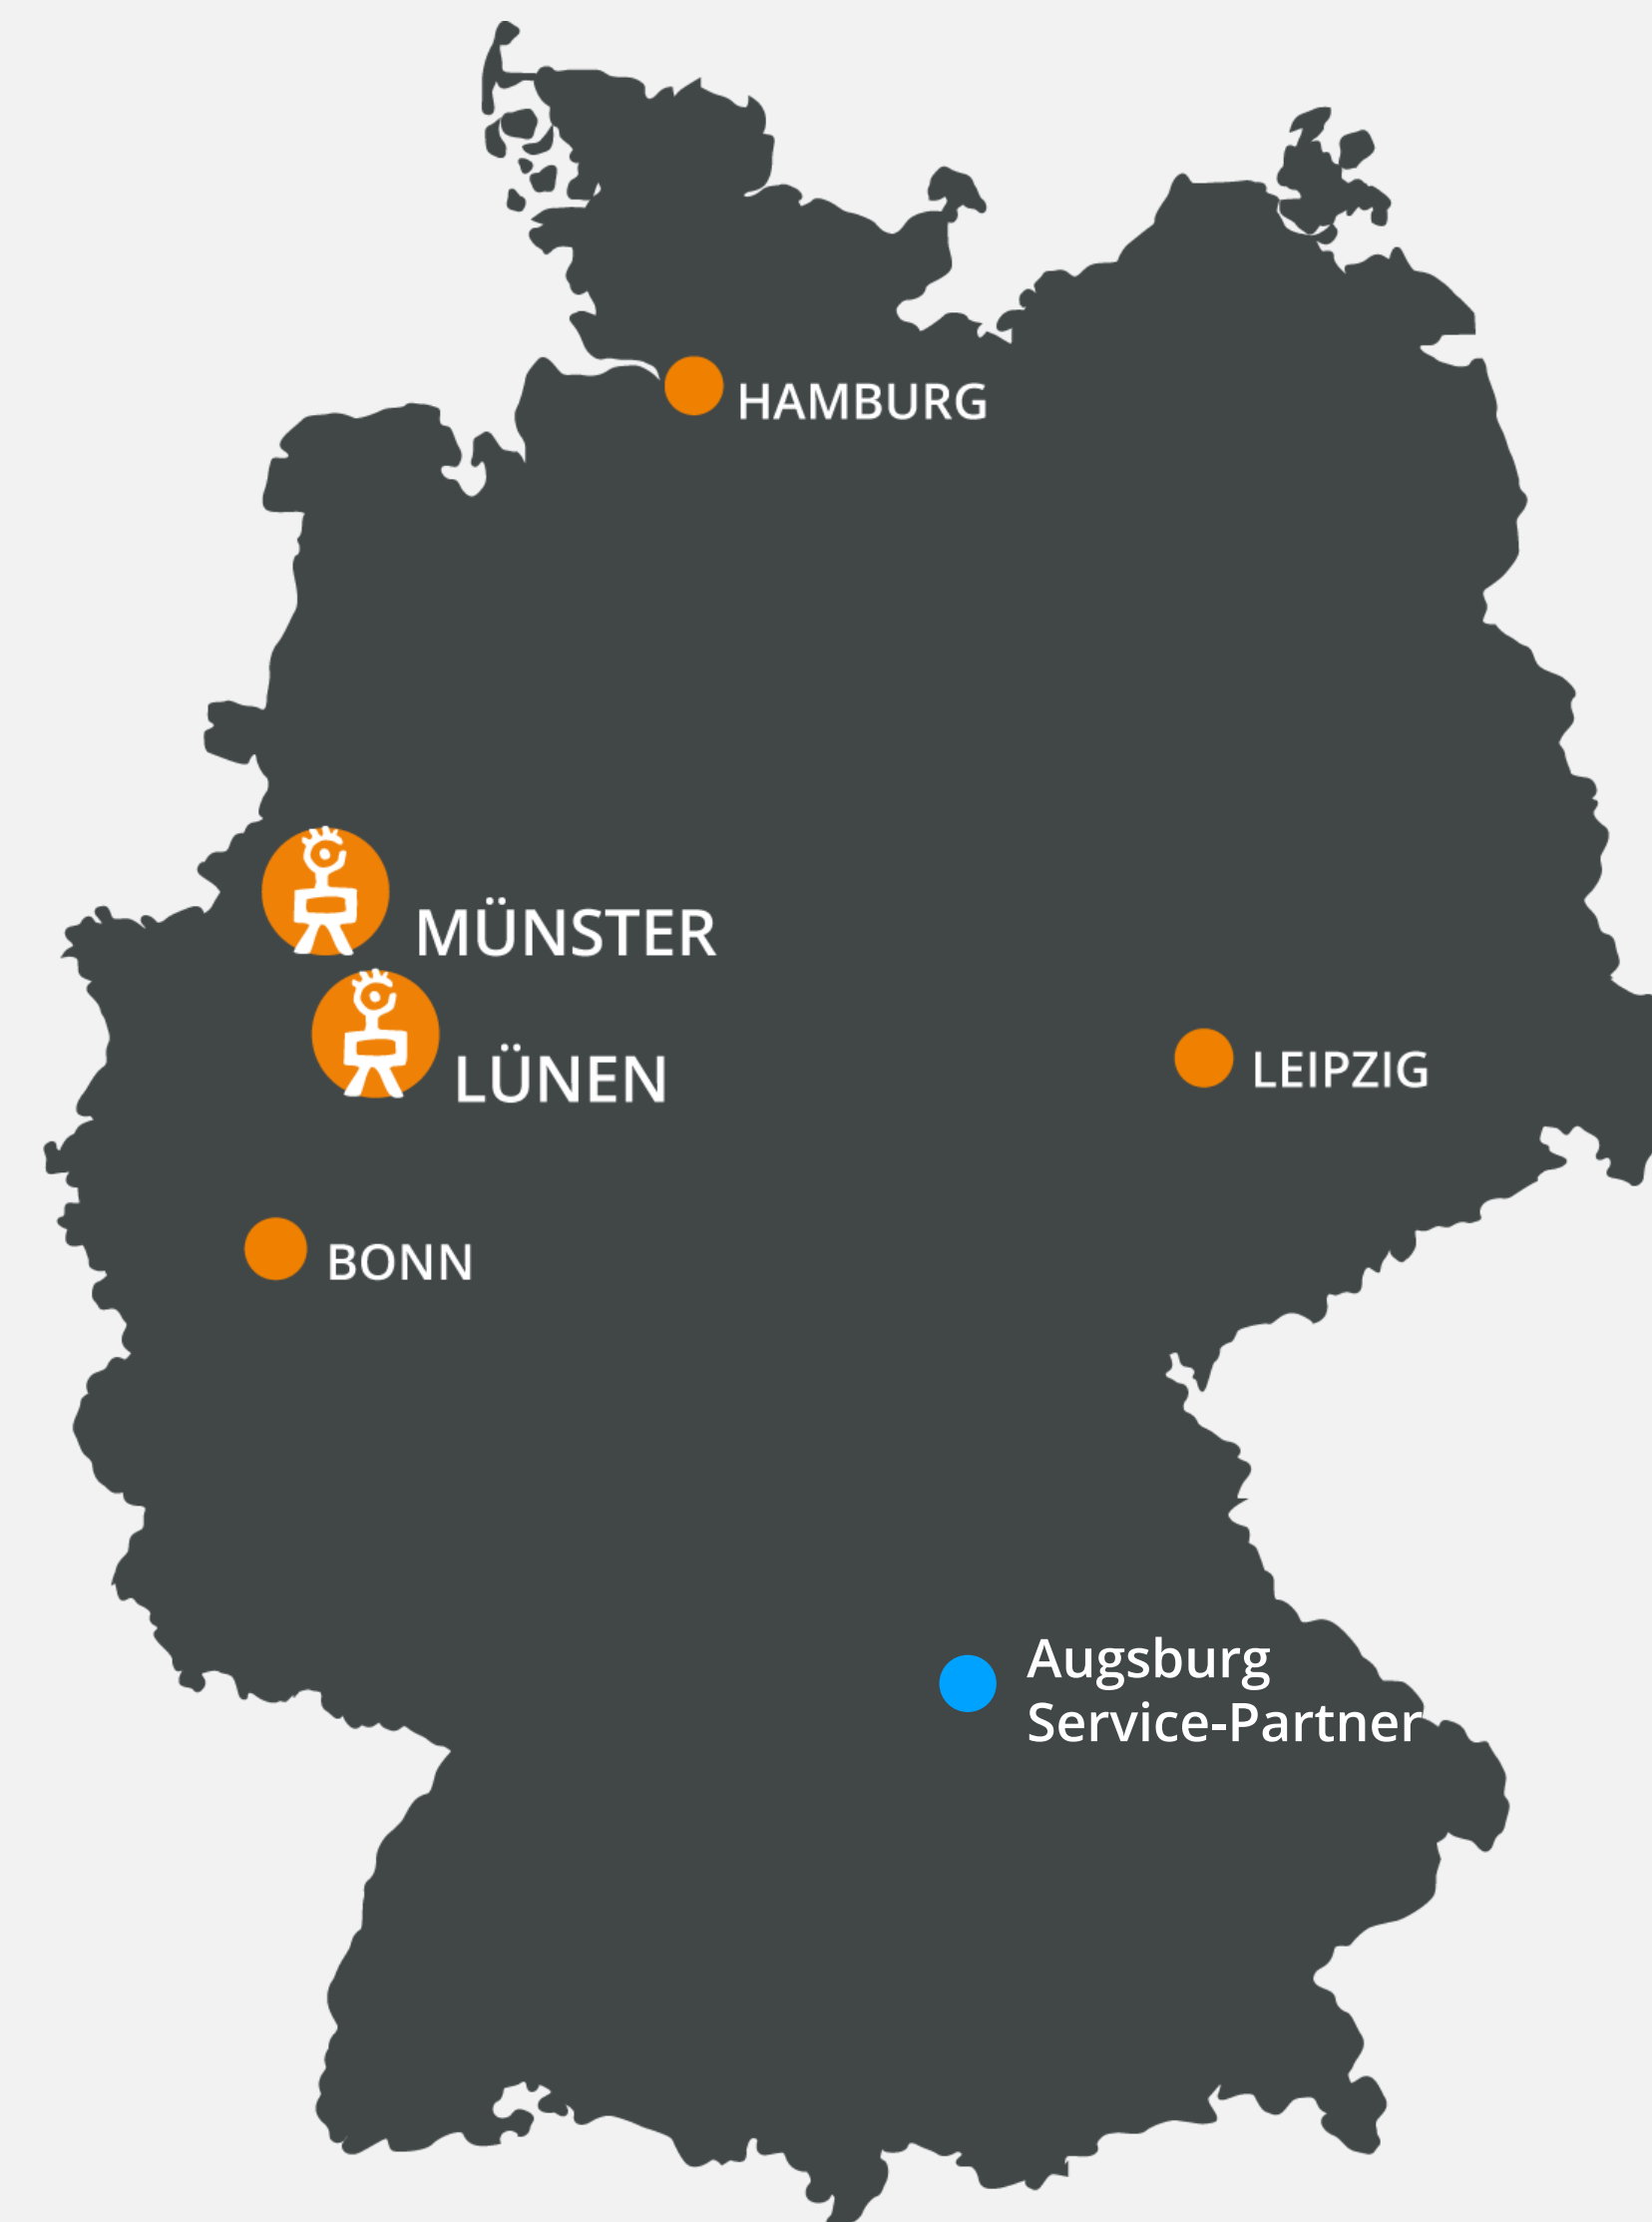 HAMBURG
MÜNSTER
LÜNEN
LEIPZIG
BONN
Augsburg
Service-Partner